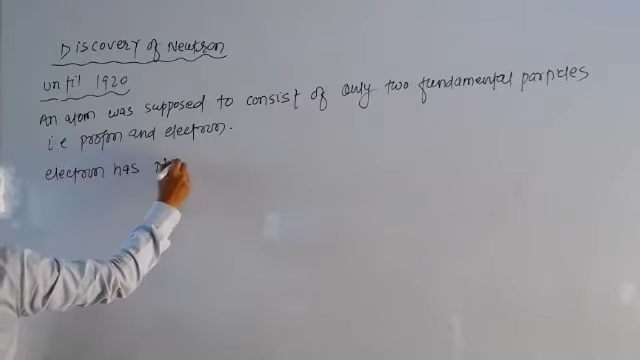 Discovery of Neutron
until 1920
An atom was supposed to consist of only two fundamental particles
i.e proton and electron.
electron has